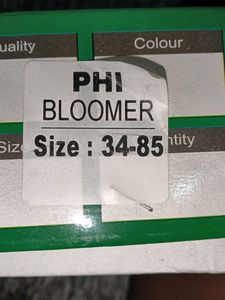 uality
Colour
PHI
BLOOMER
Size : 34-85
Siz
ntity